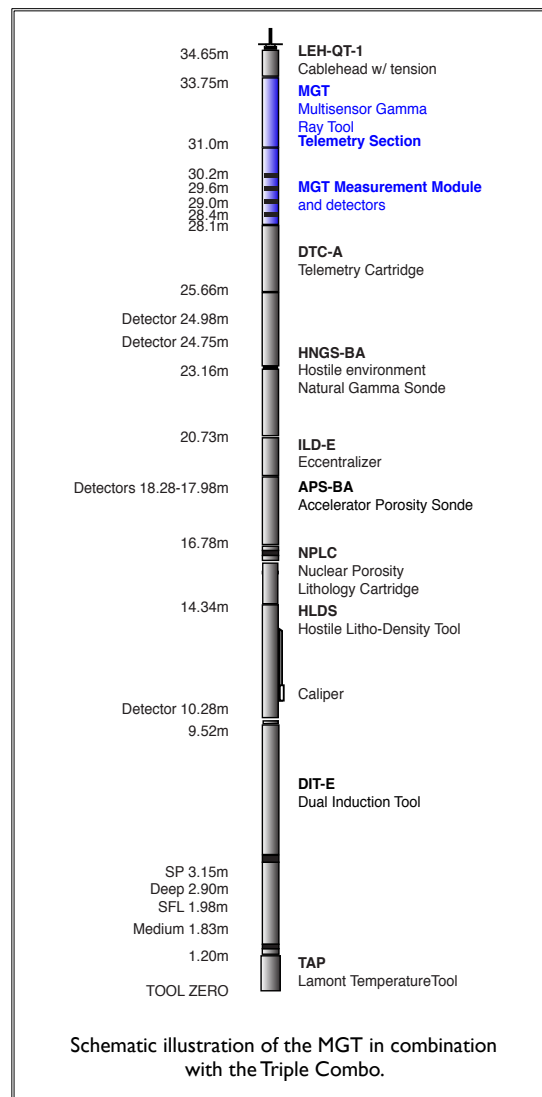 34.65m
LEH-QT-1
Cablehead w/ tension
33.75m
MGT
Multisensor Gamma
Ray Tool
Telemetry Section
31.0m
30.2m
29.6m
29.0m
28.4m
28.1m
MGT Measurement Module
and detectors
DTC-A
Telemetry Cartridge
25.66m
Detector 24.98m
Detector 24.75m
23.16m
HNGS-BA
Hostile environment
Natural Gamma Sonde
20.73m
ILD-E
Eccentralizer
Detectors 18.28-17.98m
APS-BA
Accelerator Porosity Sonde
16.78m
NPLC
Nuclear Porosity
Lithology Cartridge
14.34m
HLDS
Hostile Litho-Density Tool
Caliper
Detector 10.28m
9.52m
DIT-E
Dual Induction Tool
SP 3.15m
Deep 2.90m
SFL 1.98m
Medium 1.83m
1.20m
TAP
Lamont TemperatureTool
TOOL ZERO
Schematic illustration of the MGT in combination
with the Triple Combo.